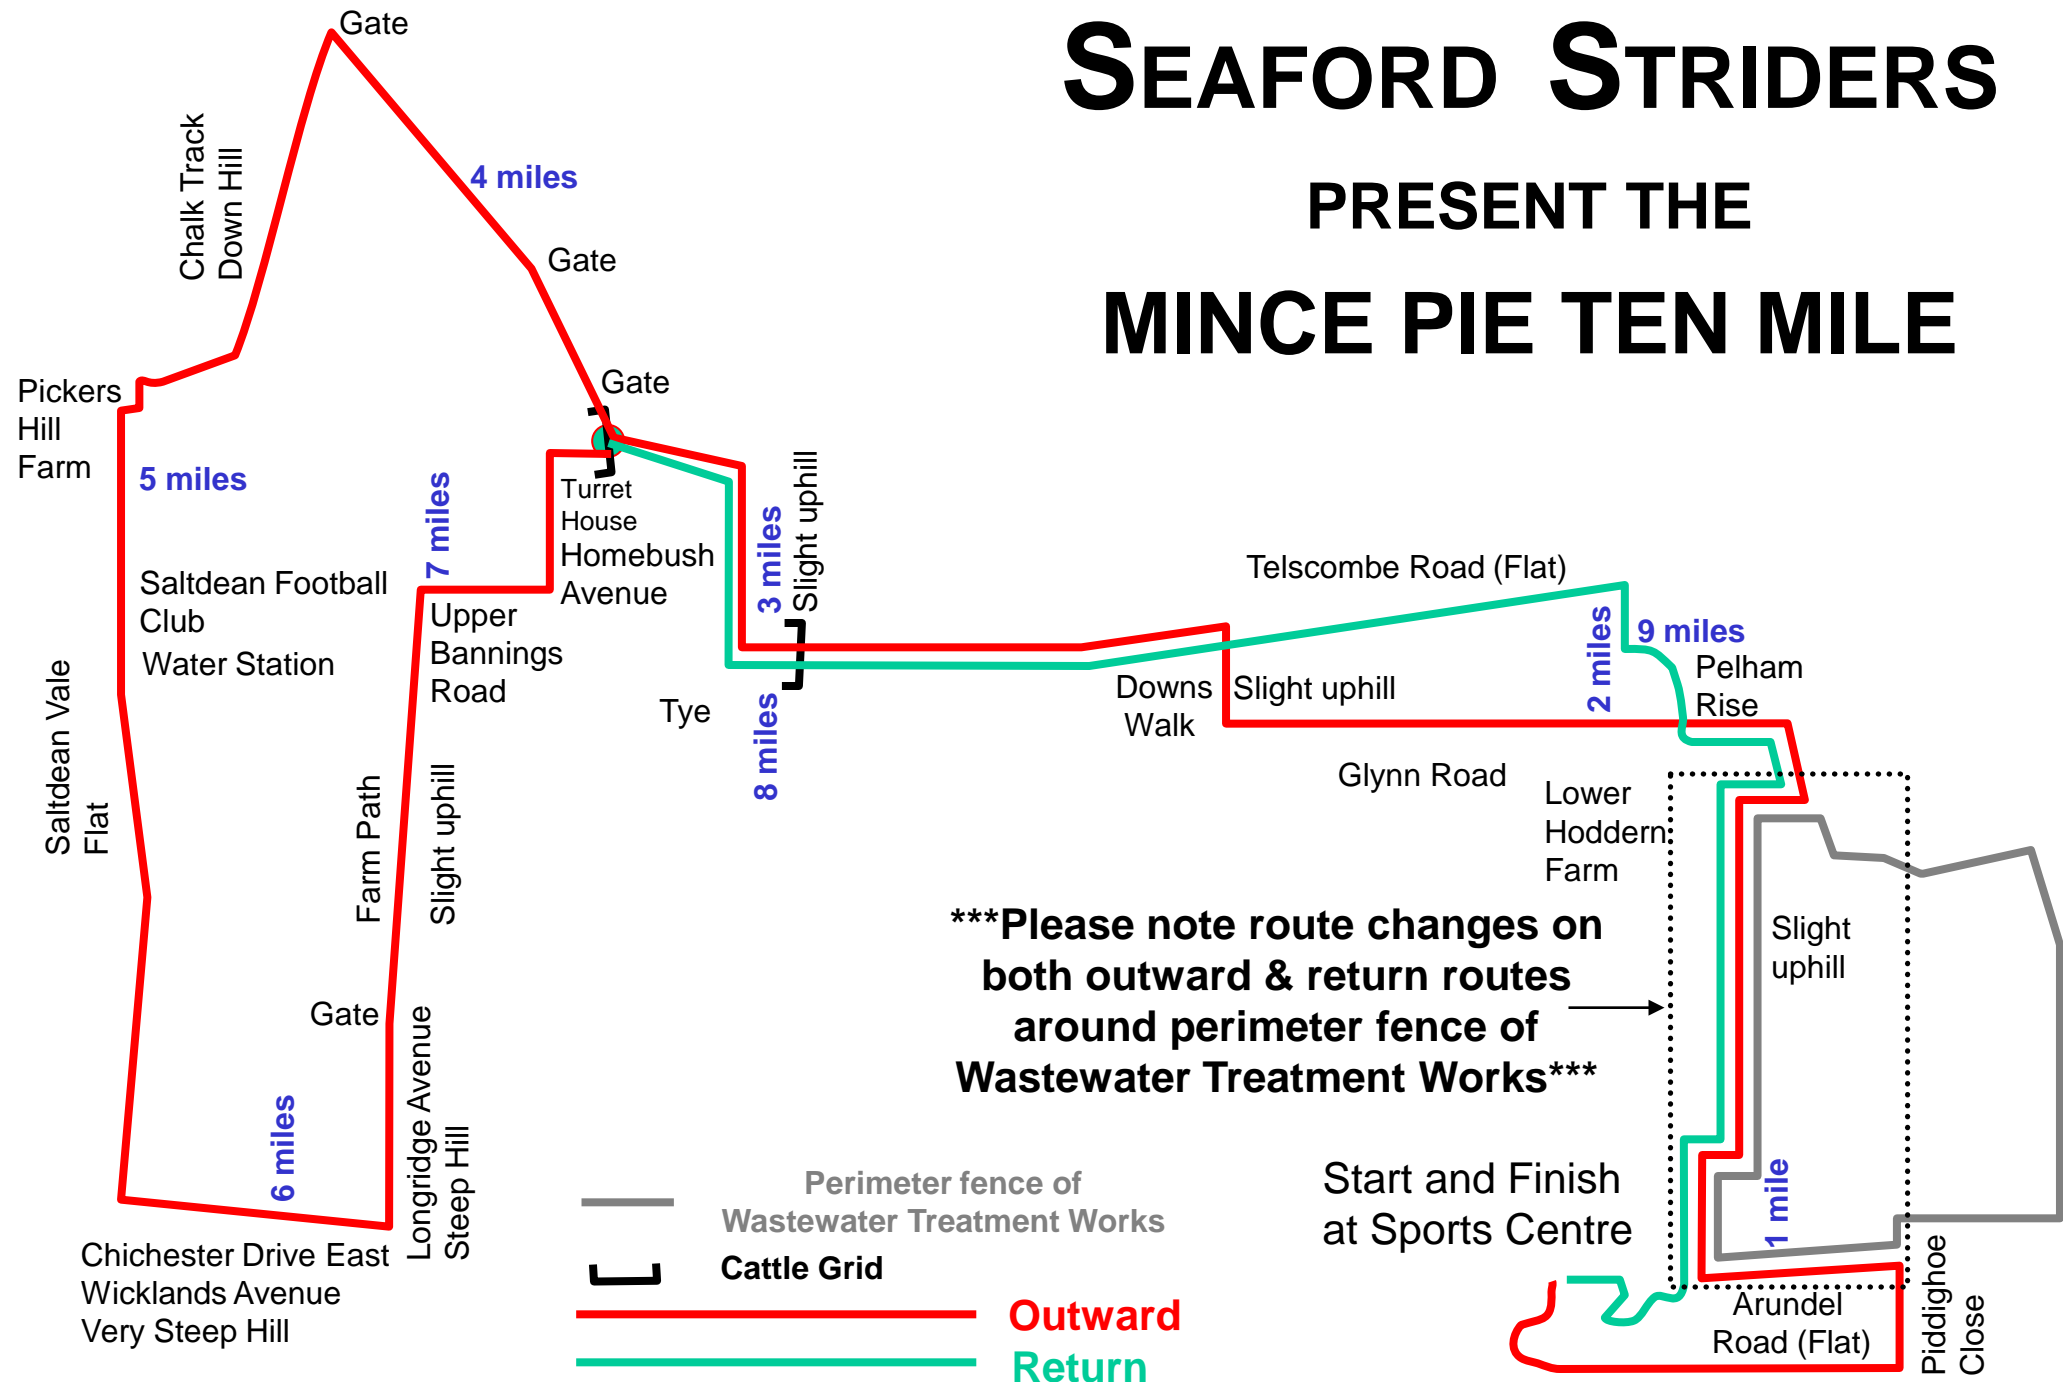 SEAFORD STRIDERS
PRESENT THE
MINCE PIE TEN MILE
Gate
Chalk Track
Down Hill
4 miles
Gate
Gate
Pickers
Hill
Farm
5 miles
7 miles
Turret
House
Homebush
Avenue
3 miles
Slight uphill
Telscombe Road (Flat)
Saltdean Football
Club
Water Station
Upper
Bannings
Road
Tye
8 miles
Downs
Walk
Slight uphill
2 miles
9 miles
Pelham
Rise
Saltdean Vale
Flat
Farm Path
Slight uphill
Glynn Road
Lower
Hoddern
Farm
***Please note route changes on
both outward & return routes
around perimeter fence of
Wastewater Treatment Works***
Slight
uphill
Gate
6 miles
Longridge Avenue
Steep Hill
Chichester Drive East
Wicklands Avenue
Very Steep Hill
Perimeter fence of
Wastewater Treatment Works
Cattle Grid
Outward
Return
Start and Finish
at Sports Centre
1 mile
Arundel
Road (Flat)
Piddighoe
Close